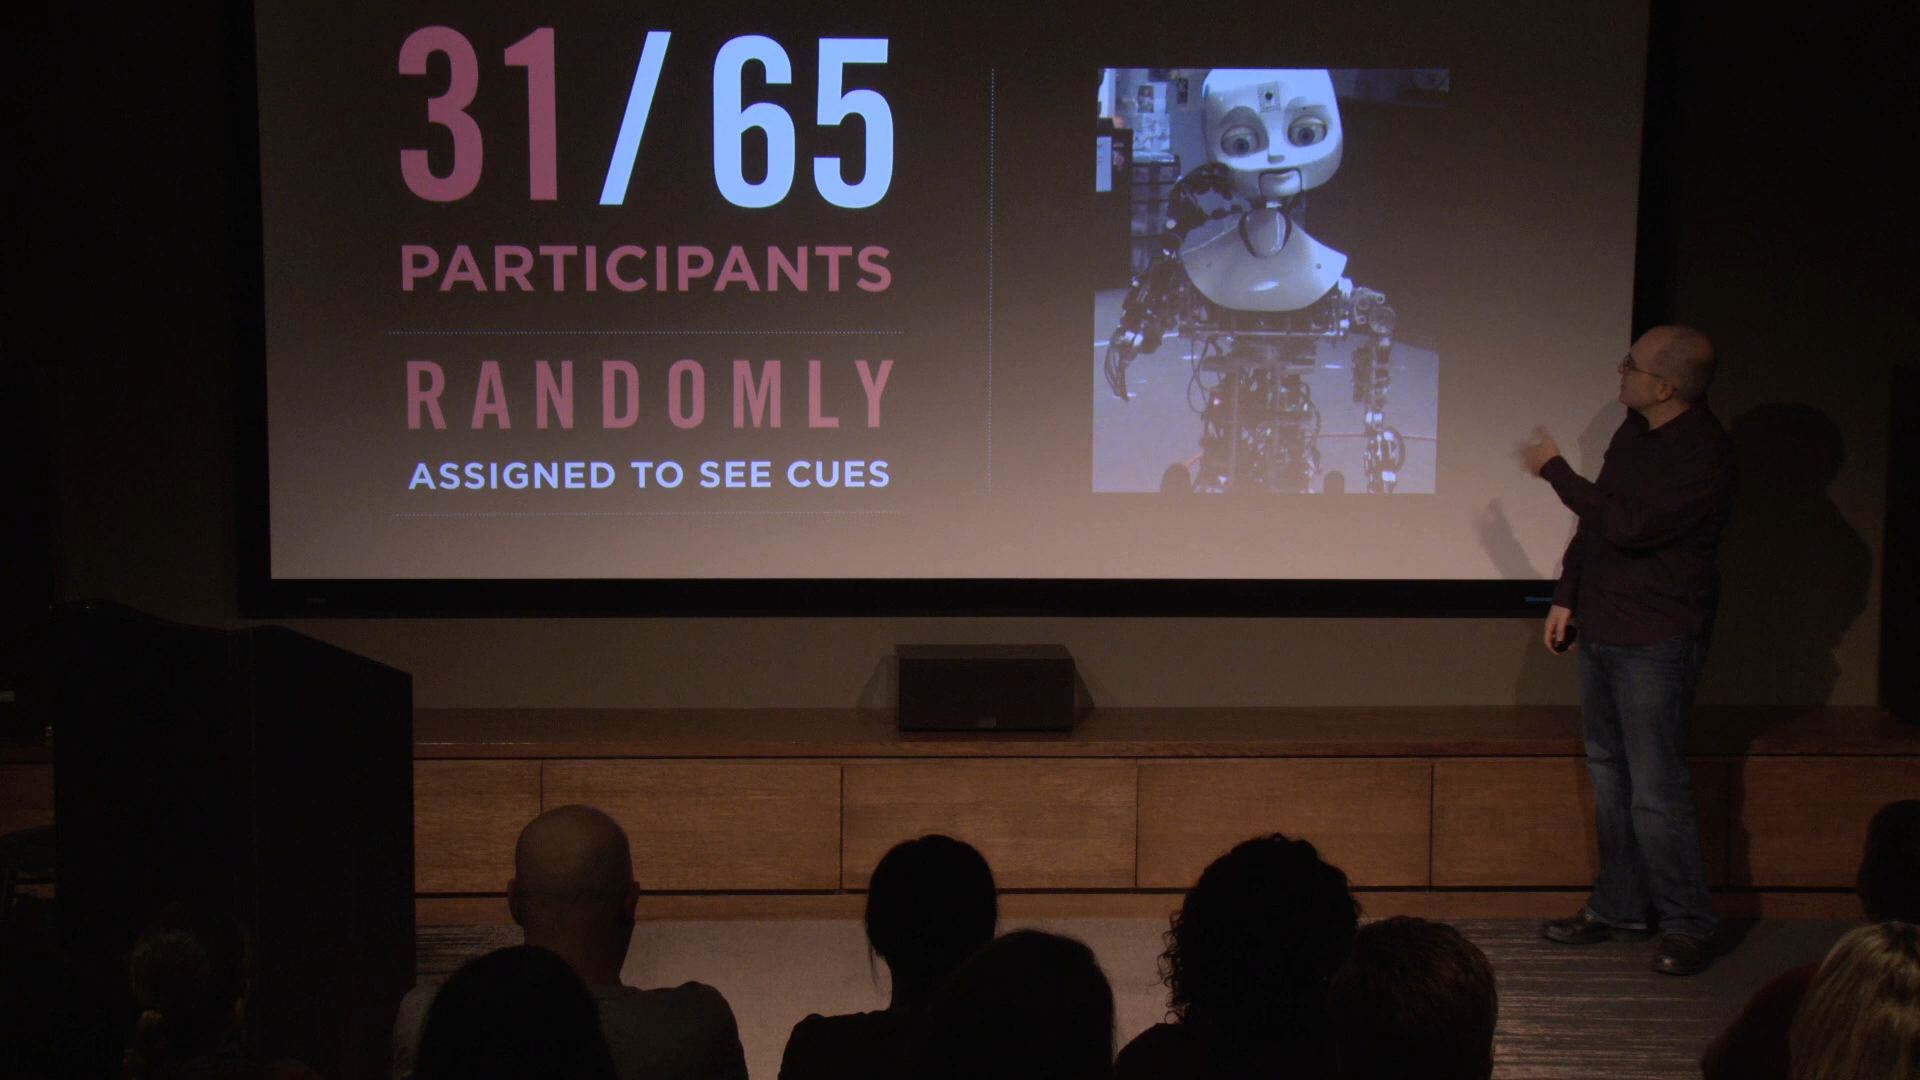 31/65
PARTICIPANTS
RANDOMLY
ASSIGNED TO SEE CUES